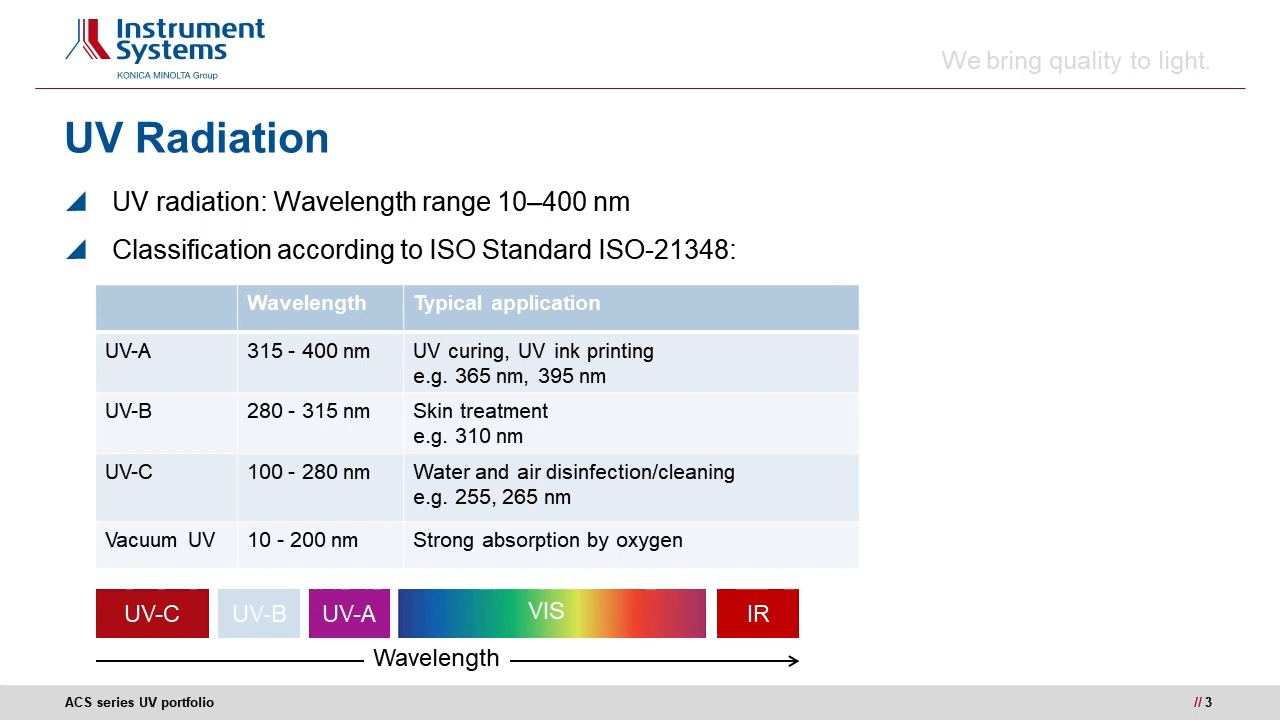 Instrument
Systems
KONICA MINOLTA Group
We bring quality to light.
UV Radiation
UV radiation: Wavelength range 10–400 nm
Classification according to ISO Standard ISO-21348:
Wavelength Typical application
UV-A 315 - 400 nm UV curing, UV ink printing
e.g. 365 nm, 395 nm
UV-B 280 - 315 nm Skin treatment
e.g. 310 nm
UV-C 100 - 280 nm Water and air disinfection/cleaning
e.g. 255, 265 nm
Vacuum UV 10 - 200 nm Strong absorption by oxygen
UV-C UV-B UV-A VIS IR
Wavelength
ACS series UV portfolio // 3